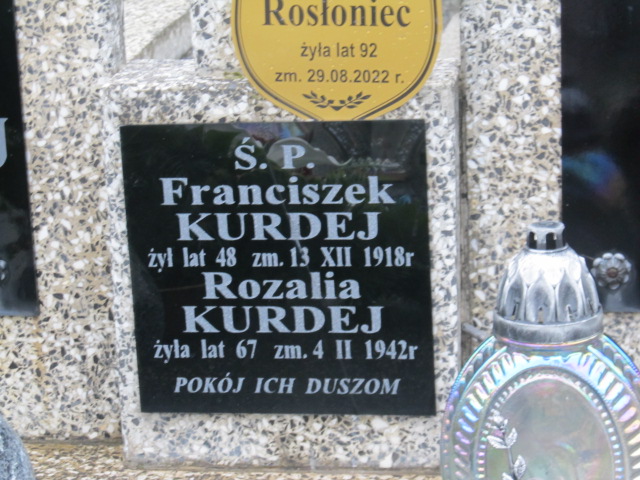 Rosłoniec
żyła lat 92
zm. 29.08.2022 r.
Ś. P.
Franciszek
KURDEJ
żył lat 48 zm. 13 XII 1918r
Rozalia
KURDEJ
żyła lat 67 zm. 4 II 1942r
POKÓJ ICH DUSZOM